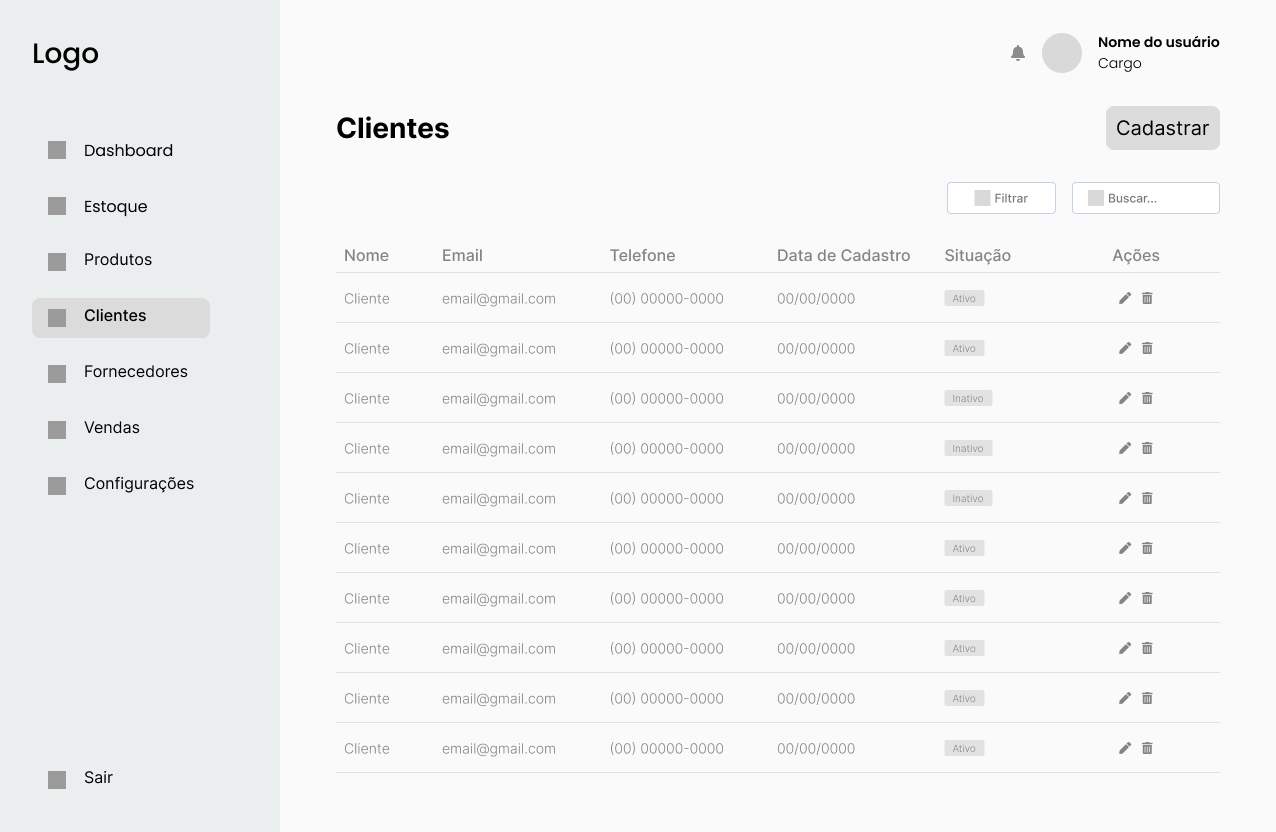 Logo
Dashboard
Estoque
Produtos
Clientes
Fornecedores
Vendas
Configurações
Sair
Nome do usuário
Cargo
Clientes
Cadastrar
Filtrar
Buscar...
Nome Email Telefone Data de Cadastro Situação Ações
Cliente email@gmail.com (00) 00000-0000 00/00/0000 Ativo
Cliente email@gmail.com (00) 00000-0000 00/00/0000 Ativo
Cliente email@gmail.com (00) 00000-0000 00/00/0000 Inativo
Cliente email@gmail.com (00) 00000-0000 00/00/0000 Inativo
Cliente email@gmail.com (00) 00000-0000 00/00/0000 Inativo
Cliente email@gmail.com (00) 00000-0000 00/00/0000 Ativo
Cliente email@gmail.com (00) 00000-0000 00/00/0000 Ativo
Cliente email@gmail.com (00) 00000-0000 00/00/0000 Ativo
Cliente email@gmail.com (00) 00000-0000 00/00/0000 Ativo
Cliente email@gmail.com (00) 00000-0000 00/00/0000 Ativo